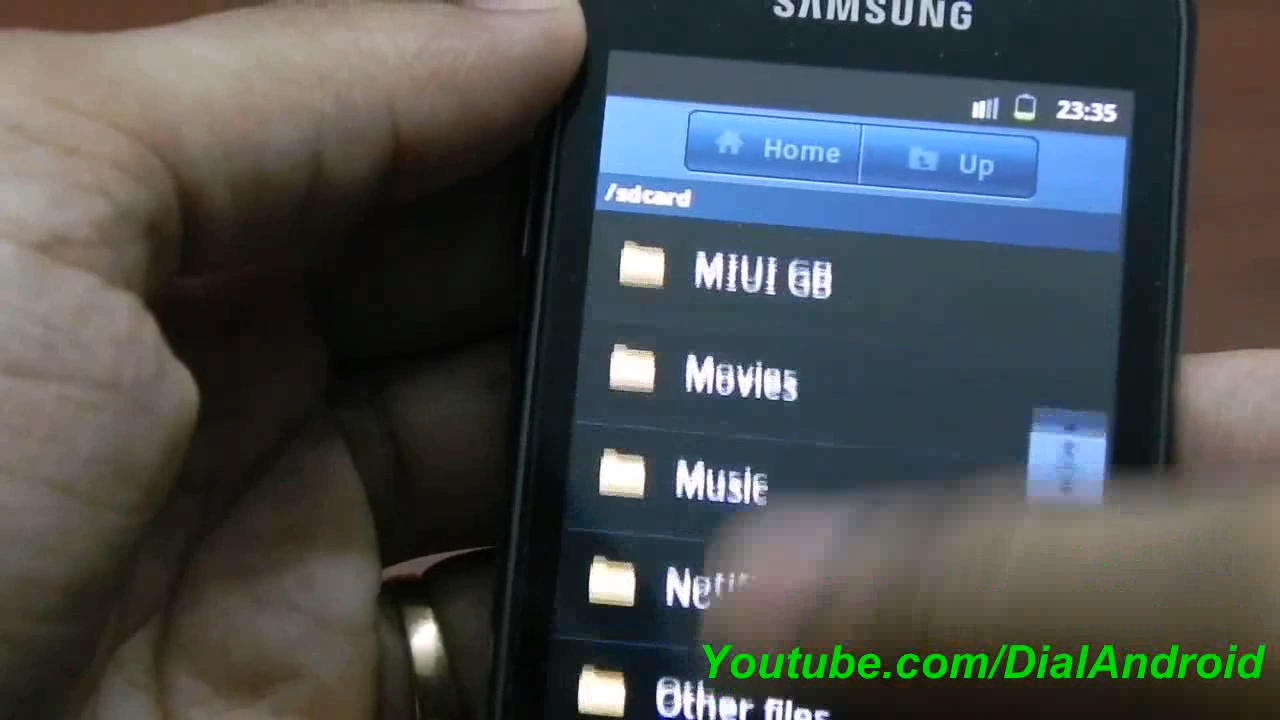 SAMSUNG
23:35
Home
Up
/sdcard
MIUI GB
Movies
Music
Other files
Youtube.com/DialAndroid